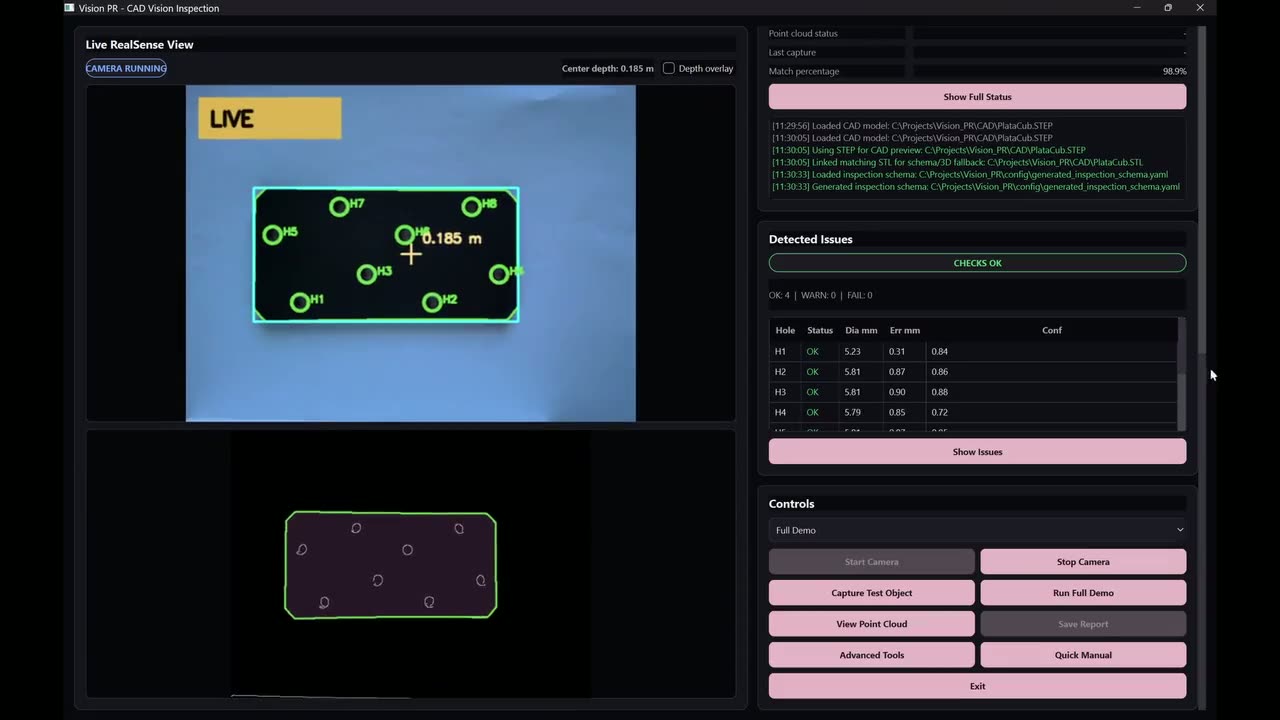 Vision PR - CAD Vision Inspection
Live RealSense View
CAMERA RUNNING
Center depth: 0.185 m
Depth overlay
LIVE
H7
H8
H5
0.185 m
H3
H1
H2
Point cloud status -
Last capture -
Match percentage 98.9%
Show Full Status
[11:29:56] Loaded CAD model: C:\Projects\Vision_PR\CAD\PlataCub.STEP
[11:30:05] Loaded CAD model: C:\Projects\Vision_PR\CAD\PlataCub.STEP
[11:30:05] Using STEP for CAD preview: C:\Projects\Vision_PR\CAD\PlataCub.STEP
[11:30:05] Linked matching STL for schema/3D fallback: C:\Projects\Vision_PR\CAD\PlataCub.STL
[11:30:33] Loaded inspection schema: C:\Projects\Vision_PR\config\generated_inspection_schema.yaml
[11:30:33] Generated inspection schema: C:\Projects\Vision_PR\config\generated_inspection_schema.yaml
Detected Issues
CHECKS OK
OK: 4 | WARN: 0 | FAIL: 0
Hole Status Dia mm Err mm Conf
H1 OK 5.23 0.31 0.84
H2 OK 5.81 0.87 0.86
H3 OK 5.81 0.90 0.88
H4 OK 5.79 0.85 0.72
Show Issues
Controls
Full Demo
Start Camera
Stop Camera
Capture Test Object
Run Full Demo
View Point Cloud
Save Report
Advanced Tools
Quick Manual
Exit